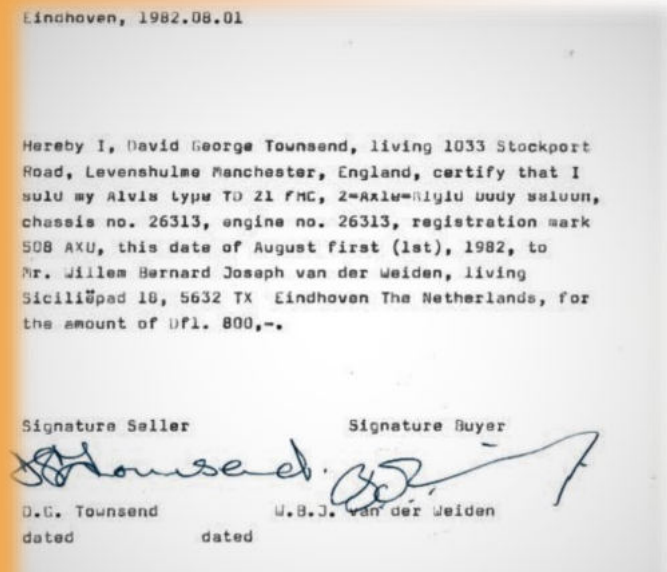 Eindhoven, 1982.08.01
Hereby I, David George Townsend, living 1033 Stockport
Road, Levenshulme Manchester, England, certify that I
sold my Alvis type TD 21 FHC, 2-Axle-Rigid body saloon,
chassis no. 26313, engine no. 26313, registration mark
508 AXU, this date of August first (1st), 1982, to
Mr. Willem Bernard Joseph van der Weiden, living
Siciliëpad 18, 5632 TX Eindhoven The Netherlands, for
the amount of Dfl. 800,-.
Signature Seller Signature Buyer
D G Townsend.
D.G. Townsend W.B.J. van der Weiden
dated dated